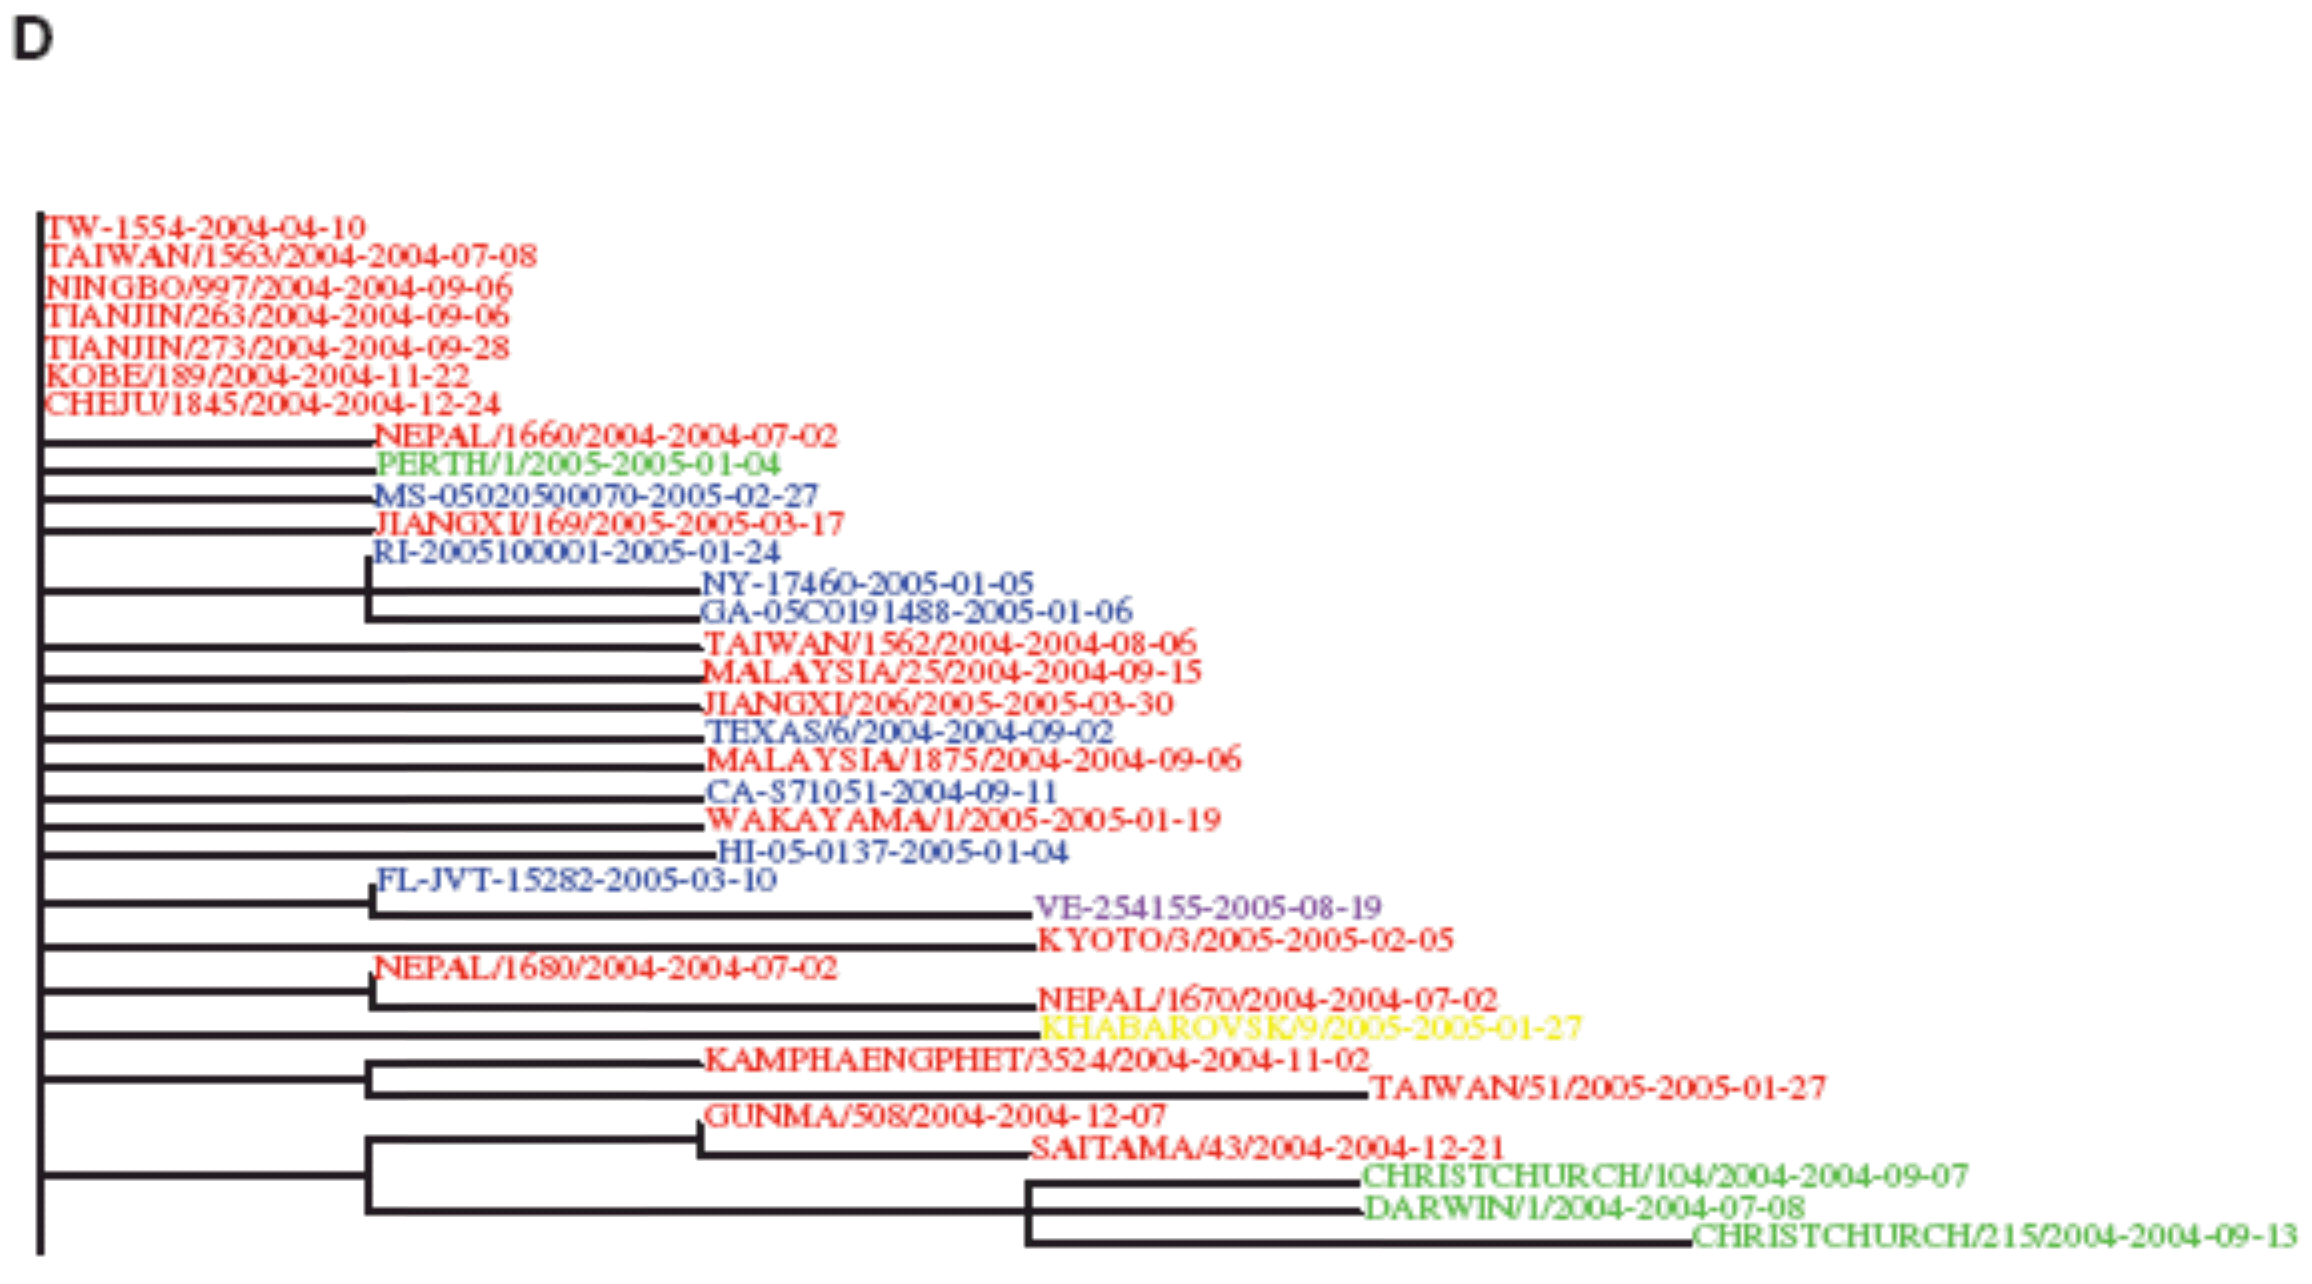 D
TW-1554-2004-04-10
TAIWAN/1563/2004-2004-07-08
NINGBO/997/2004-2004-09-06
TIANJIN/263/2004-2004-09-06
TIANJIN/273/2004-2004-09-28
KOBE/189/2004-2004-11-22
CHEJU/1845/2004-2004-12-24
NEPAL/1660/2004-2004-07-02
PERTH/1/2005-2005-01-04
MS-05020500070-2005-02-27
JIANGXI/169/2005-2005-03-17
RI-2005100001-2005-01-24
NY-17460-2005-01-05
GA-05C0191488-2005-01-06
TAIWAN/1562/2004-2004-08-06
MALAYSIA/25/2004-2004-09-15
JIANGXI/206/2005-2005-03-30
TEXAS/6/2004-2004-09-02
MALAYSIA/1875/2004-2004-09-06
CA-S71051-2004-09-11
WAKAYAMA/1/2005-2005-01-19
HI-05-0137-2005-01-04
FL-JVT-15282-2005-03-10
VE-254155-2005-08-19
KYOTO/3/2005-2005-02-05
NEPAL/1680/2004-2004-07-02
NEPAL/1670/2004-2004-07-02
KHABAROVSK/9/2005-2005-01-27
KAMPHAENGPHET/3524/2004-2004-11-02
TAIWAN/51/2005-2005-01-27
GUNMA/508/2004-2004-12-07
SAITAMA/43/2004-2004-12-21
CHRISTCHURCH/104/2004-2004-09-07
DARWIN/1/2004-2004-07-08
CHRISTCHURCH/215/2004-2004-09-13